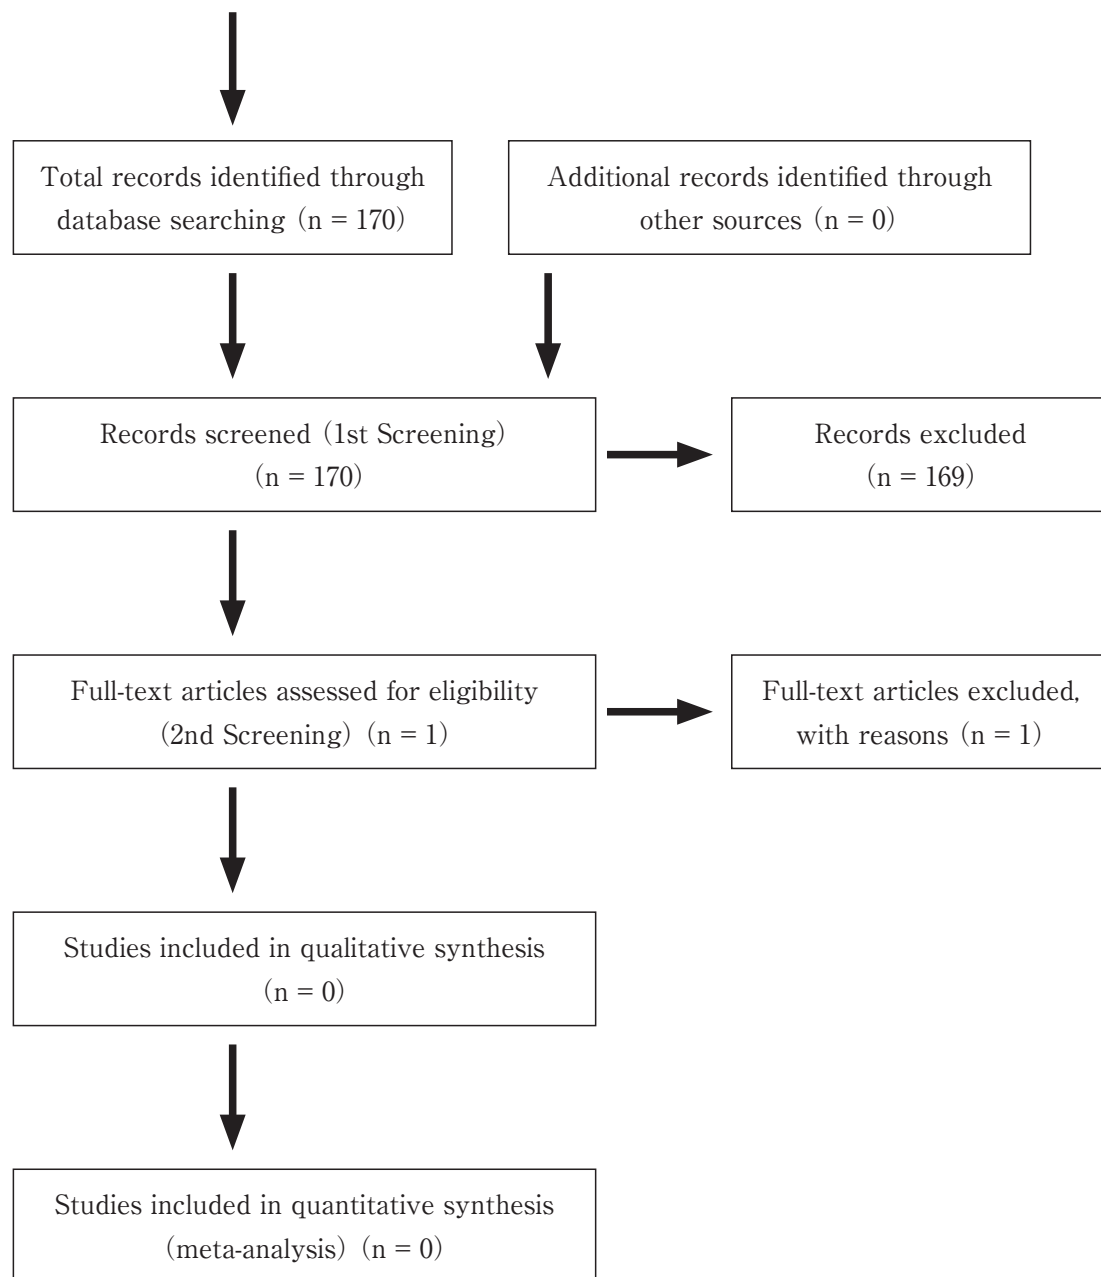 Total records identified through
database searching (n = 170)
Additional records identified through
other sources (n = 0)
Records screened (1st Screening)
(n = 170)
Records excluded
(n = 169)
Full-text articles assessed for eligibility
(2nd Screening) (n = 1)
Full-text articles excluded,
with reasons (n = 1)
Studies included in qualitative synthesis
(n = 0)
Studies included in quantitative synthesis
(meta-analysis) (n = 0)